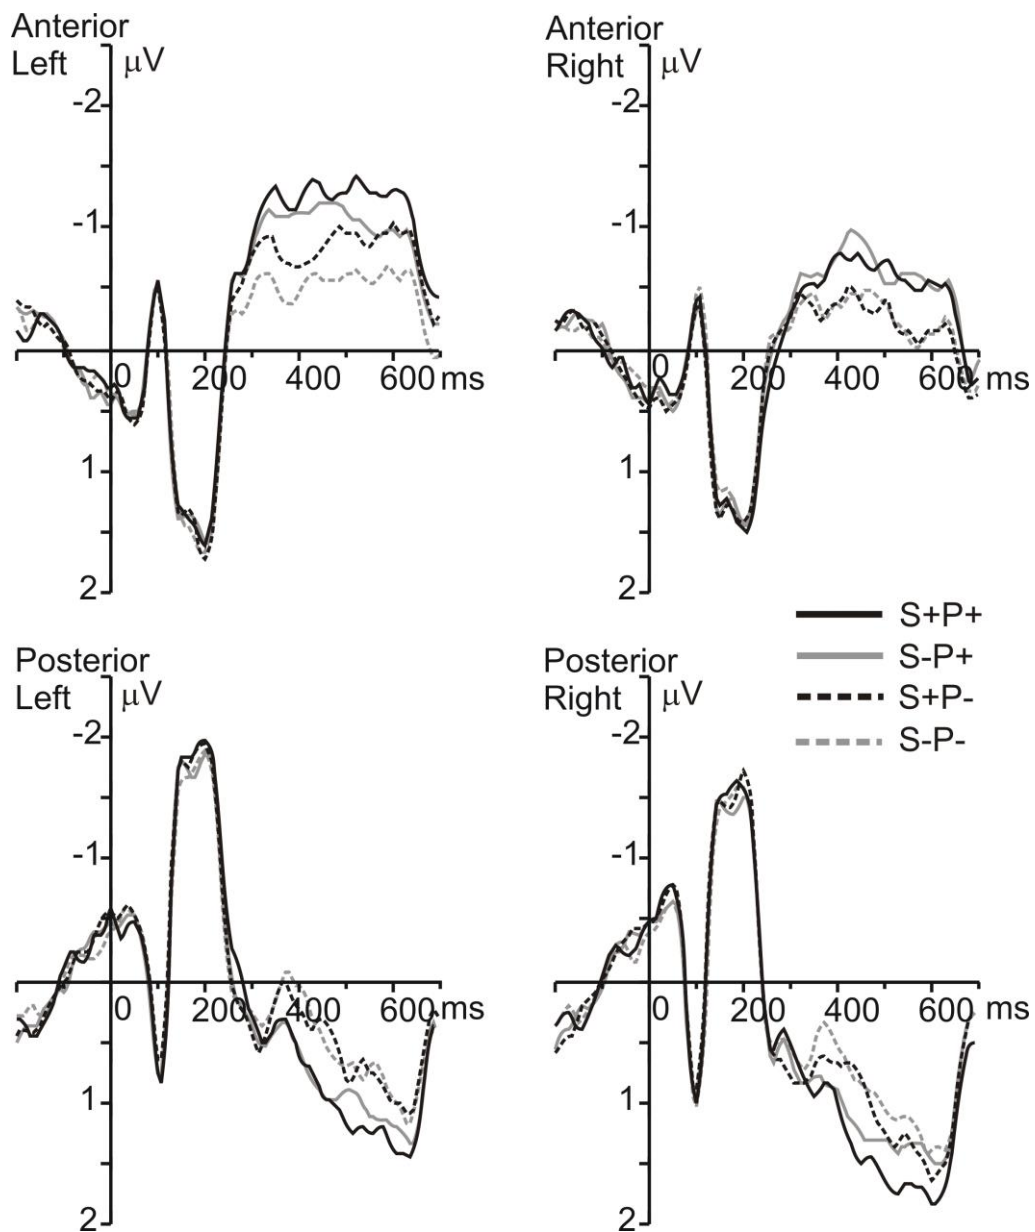 Anterior
Left
μV
-2
-1
0
200
400
600 ms
1
2
Anterior
Right
μV
-2
-1
0
200
400
600 ms
1
2
S+P+
S-P+
S+P-
S-P-
Posterior
Left
μV
-2
-1
0
200
400
600 ms
1
2
Posterior
Right
μV
-2
-1
0
200
400
600 ms
1
2